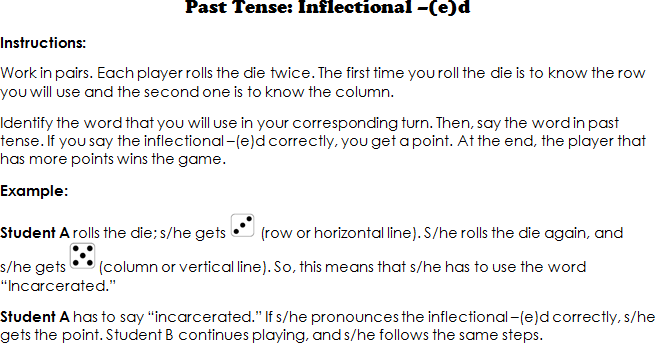 Past Tense: Inflectional –(e)d
Instructions:
Work in pairs. Each player rolls the die twice. The first time you roll the die is to know the row
you will use and the second one is to know the column.
Identify the word that you will use in your corresponding turn. Then, say the word in past
tense. If you say the inflectional –(e)d correctly, you get a point. At the end, the player that
has more points wins the game.
Example:
Student A rolls the die; s/he gets (row or horizontal line). S/he rolls the die again, and
s/he gets (column or vertical line). So, this means that s/he has to use the word
“Incarcerated.”
Student A has to say “incarcerated.” If s/he pronounces the inflectional –(e)d correctly, s/he
gets the point. Student B continues playing, and s/he follows the same steps.